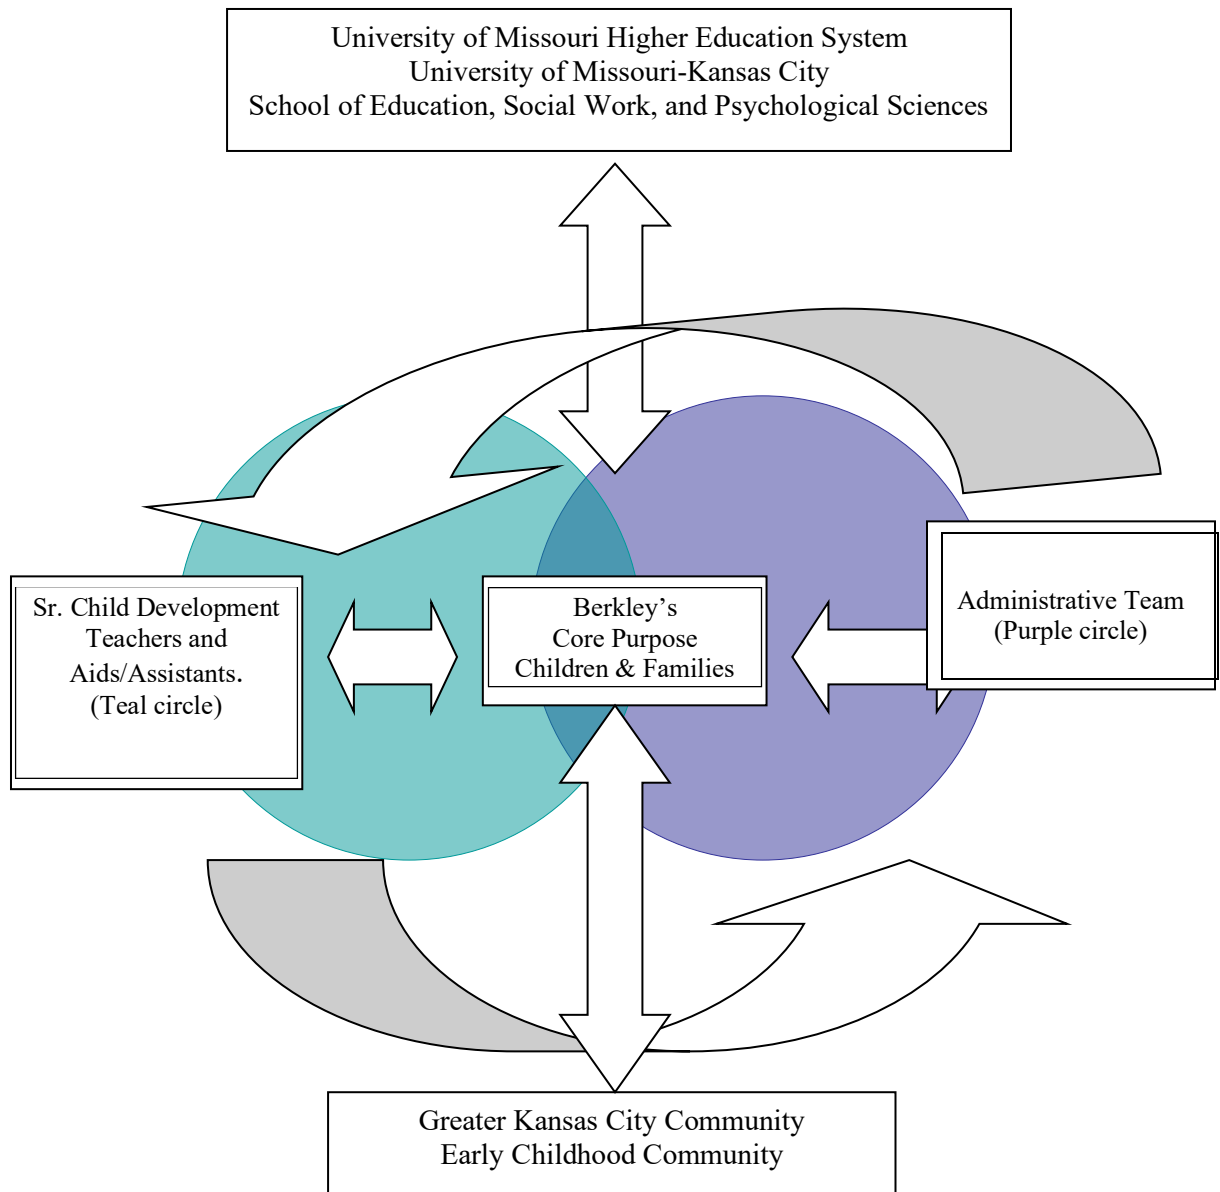 University of Missouri Higher Education System
University of Missouri-Kansas City
School of Education, Social Work, and Psychological Sciences
Sr. Child Development
Teachers and
Aids/Assistants.
(Teal circle)
Berkley’s
Core Purpose
Children & Families
Administrative Team
(Purple circle)
Greater Kansas City Community
Early Childhood Community